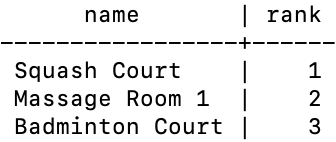 name | rank
-----------------+------
Squash Court | 1
Massage Room 1 | 2
Badminton Court | 3